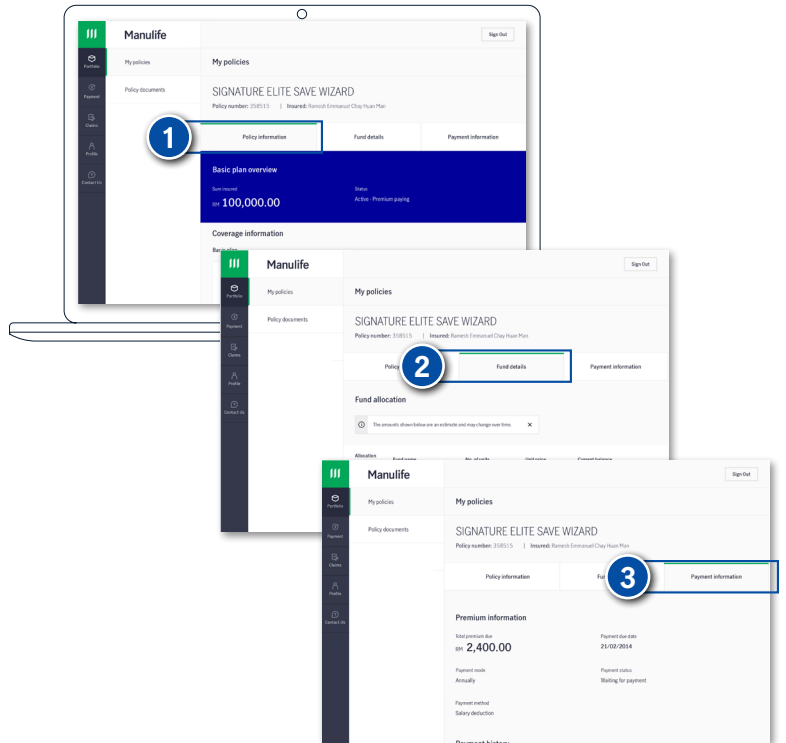 Manulife
Sign Out
Portfolio
Payment
Claims
Profile
Contact Us
My policies
Policy documents
My policies
SIGNATURE ELITE SAVE WIZARD
Policy number: 358515 | Insured: Ramesh Emmanuel Chay Huan Man
1
Policy information
Fund details
Payment information
Basic plan overview
Sum insured
RM 100,000.00
Status
Active - Premium paying
Coverage information
Basic plan
Manulife
Sign Out
Portfolio
Payment
Claims
Profile
Contact Us
My policies
Policy documents
My policies
SIGNATURE ELITE SAVE WIZARD
Policy number: 358515 | Insured: Ramesh Emmanuel Chay Huan Man
Policy
2
Fund details
Payment information
Fund allocation
The amounts shown below are an estimate and may change over time.
Allocation
Fund name
No. of units
Unit price
Current balance
Manulife
Sign Out
Portfolio
Payment
Claims
Profile
Contact Us
My policies
Policy documents
My policies
SIGNATURE ELITE SAVE WIZARD
Policy number: 358515 | Insured: Ramesh Emmanuel Chay Huan Man
Policy information
Fu
3
Payment information
Premium information
Total premium due
RM 2,400.00
Payment due date
21/02/2014
Payment mode
Annually
Payment status
Waiting for payment
Payment method
Salary deduction
Payment history